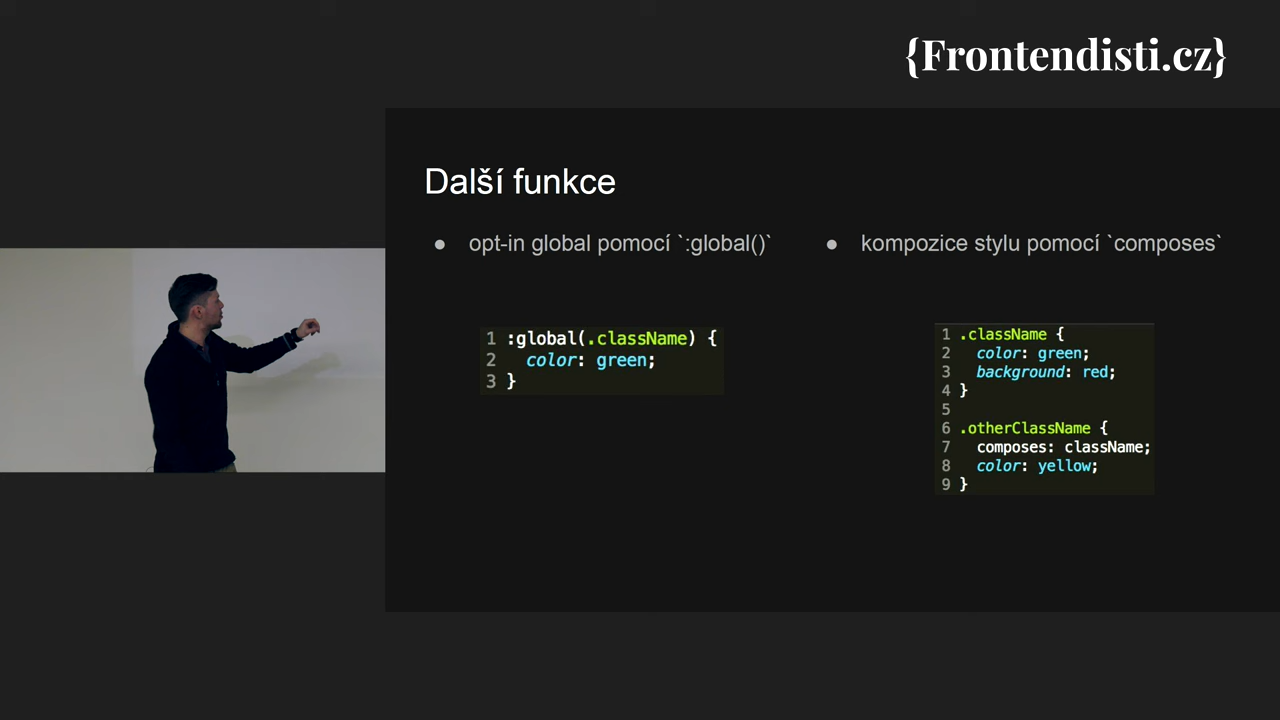 {Frontendisti.cz}
Další funkce
● opt-in global pomocí `:global()`
1 :global(.className) {
2 color: green;
3 }
● kompozice stylu pomocí `composes`
1 .className {
2 color: green;
3 background: red;
4 }
5
6 .otherClassName {
7 composes: className;
8 color: yellow;
9 }